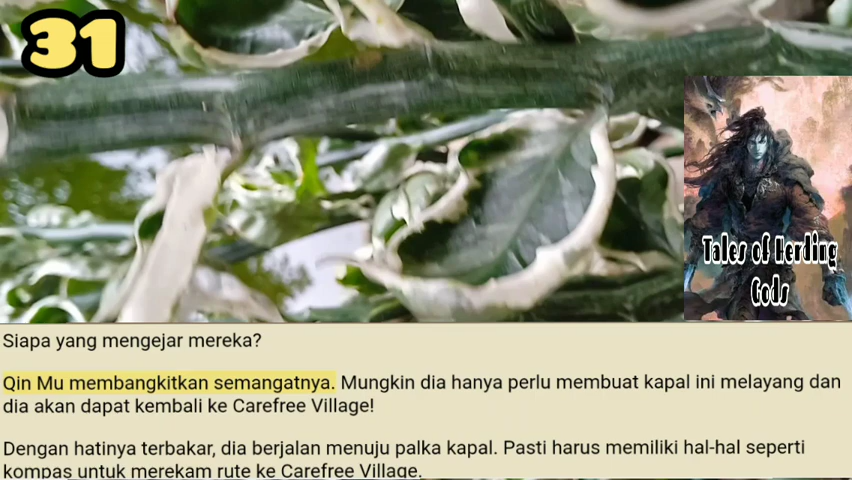 31
Tales of Herding
Gods
Siapa yang mengejar mereka?
Qin Mu membangkitkan semangatnya. Mungkin dia hanya perlu membuat kapal ini melayang dan
dia akan dapat kembali ke Carefree Village!
Dengan hatinya terbakar, dia berjalan menuju palka kapal. Pasti harus memiliki hal-hal seperti
kompas untuk merekam rute ke Carefree Village.